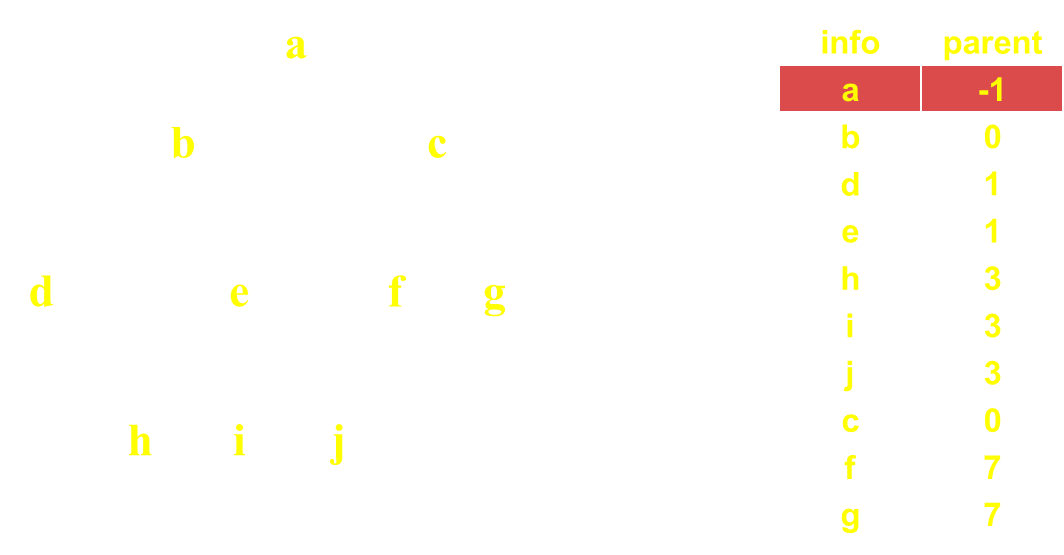 a
b c
d e f g
h i j
info parent
a -1
b 0
d 1
e 1
h 3
i 3
j 3
c 0
f 7
g 7